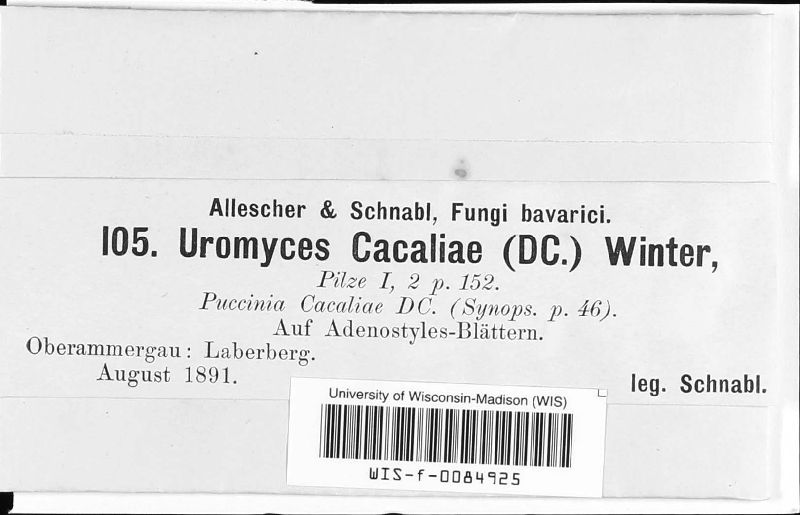 Allescher & Schnabl, Fungi bavarici.
105. Uromyces Cacaliae (DC.) Winter,
Pilze I, 2 p. 152.
Puccinia Cacaliae DC. (Synops. p. 46).
Auf Adenostyles-Blättern.
Oberammergau: Laberberg.
August 1891.
leg. Schnabl.
University of Wisconsin-Madison (WIS)
WIS-f-0084925